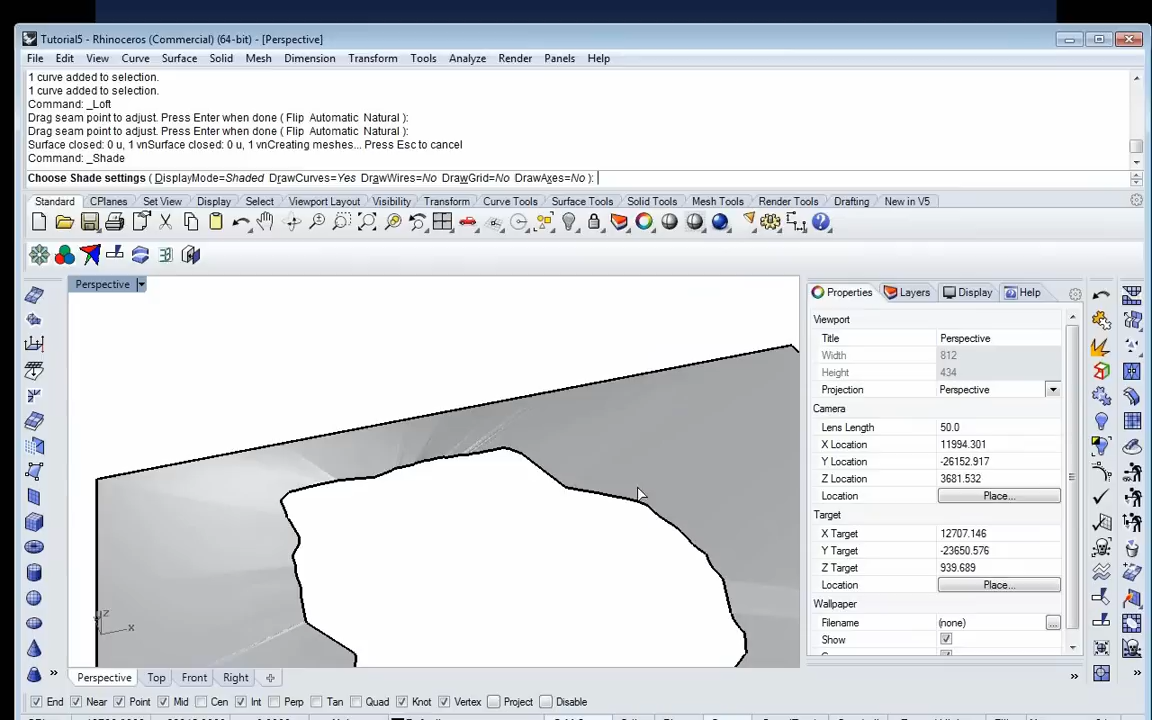 Tutorial5 - Rhinoceros (Commercial) (64-bit) - [Perspective]
File Edit View Curve Surface Solid Mesh Dimension Transform Tools Analyze Render Panels Help
1 curve added to selection.
1 curve added to selection.
Command: _Loft
Drag seam point to adjust. Press Enter when done ( Flip Automatic Natural ):
Drag seam point to adjust. Press Enter when done ( Flip Automatic Natural ):
Surface closed: 0 u, 1 vnSurface closed: 0 u, 1 vnCreating meshes... Press Esc to cancel
Command: _Shade
Choose Shade settings ( DisplayMode=Shaded DrawCurves=Yes DrawWires=No DrawGrid=No DrawAxes=No ):
Standard CPlanes Set View Display Select Viewport Layout Visibility Transform Curve Tools Surface Tools Solid Tools Mesh Tools Render Tools Drafting New in V5
Perspective
Properties Layers Display Help
Viewport
Title Perspective
Width 812
Height 434
Projection Perspective
Camera
Lens Length 50.0
X Location 11994.301
Y Location -26152.917
Z Location 3681.532
Location Place...
Target
X Target 12707.146
Y Target -23650.576
Z Target 939.689
Location Place...
Wallpaper
Filename (none) ...
Show
z
x
Perspective Top Front Right
End Near Point Mid Cen Int Perp Tan Quad Knot Vertex Project Disable